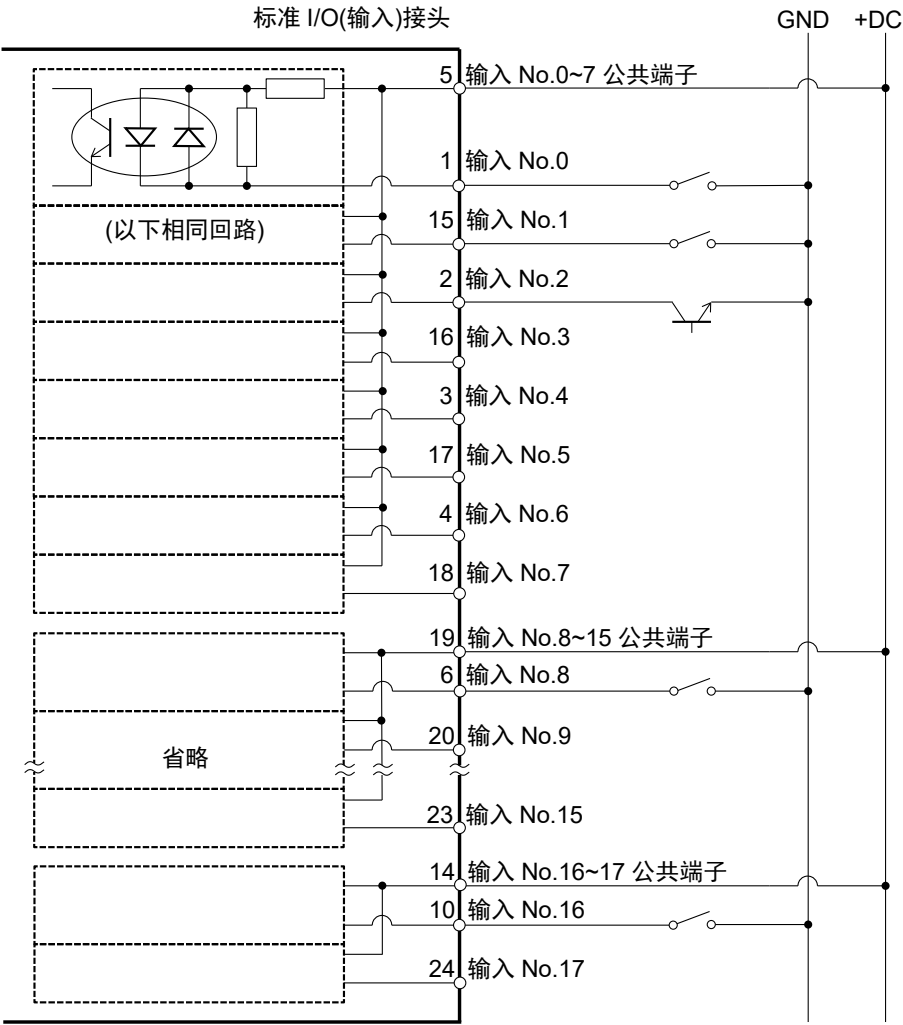 标准 I/O(输入)接头
GND +DC
5 输入 No.0~7 公共端子
1 输入 No.0
15 输入 No.1
(以下相同回路)
2 输入 No.2
16 输入 No.3
3 输入 No.4
17 输入 No.5
4 输入 No.6
18 输入 No.7
19 输入 No.8~15 公共端子
6 输入 No.8
20 输入 No.9
省略
23 输入 No.15
14 输入 No.16~17 公共端子
10 输入 No.16
24 输入 No.17